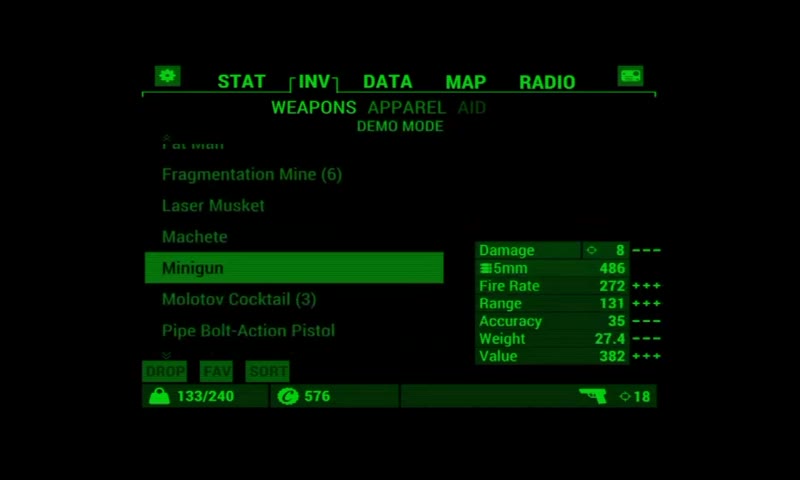 STAT INV DATA MAP RADIO
WEAPONS APPAREL AID
DEMO MODE
Fat Man
Fragmentation Mine (6)
Laser Musket
Machete
Minigun
Molotov Cocktail (3)
Pipe Bolt-Action Pistol
Damage 8 ---
5mm 486
Fire Rate 272 +++
Range 131 +++
Accuracy 35 ---
Weight 27.4 ---
Value 382 +++
DROP FAV SORT
133/240 576 18